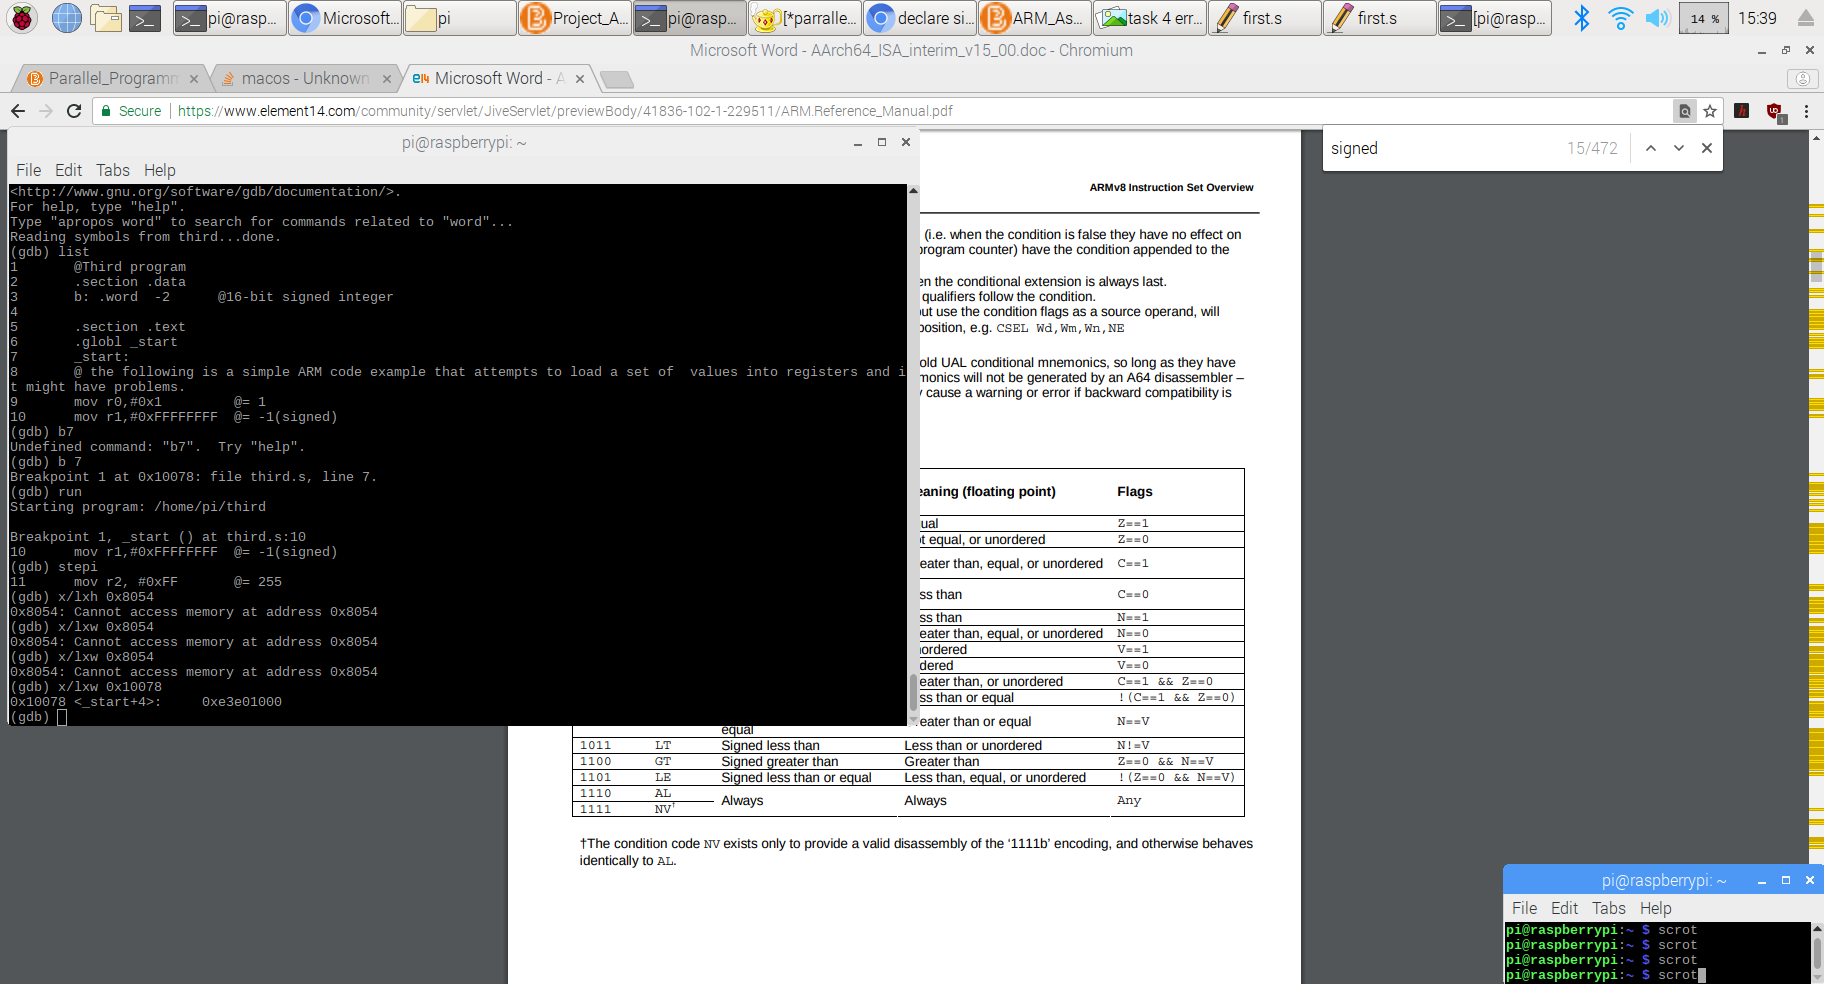 pi@rasp...
Microsoft...
pi
Project_A...
pi@rasp...
[*parralle...
declare si...
ARM_As...
task 4 err...
first.s
first.s
[pi@rasp...
14 %
15:39
Microsoft Word - AArch64_ISA_interim_v15_00.doc - Chromium
Parallel_Programm
macos - Unknown
Microsoft Word - A
Secure
https://www.element14.com/community/servlet/JiveServlet/previewBody/41836-102-1-229511/ARM.Reference_Manual.pdf
signed
15/472
pi@raspberrypi: ~
File Edit Tabs Help
<http://www.gnu.org/software/gdb/documentation/>.
For help, type "help".
Type "apropos word" to search for commands related to "word"...
Reading symbols from third...done.
(gdb) list
1       @Third program
2       .section .data
3       b: .word  -2      @16-bit signed integer
4
5       .section .text
6       .globl _start
7       _start:
8       @ the following is a simple ARM code example that attempts to load a set of  values into registers and i
t might have problems.
9       mov r0,#0x1         @= 1
10      mov r1,#0xFFFFFFFF  @= -1(signed)
(gdb) b7
Undefined command: "b7".  Try "help".
(gdb) b 7
Breakpoint 1 at 0x10078: file third.s, line 7.
(gdb) run
Starting program: /home/pi/third
Breakpoint 1, _start () at third.s:10
10      mov r1,#0xFFFFFFFF  @= -1(signed)
(gdb) stepi
11      mov r2, #0xFF       @= 255
(gdb) x/lxh 0x8054
0x8054: Cannot access memory at address 0x8054
(gdb) x/lxw 0x8054
0x8054: Cannot access memory at address 0x8054
(gdb) x/lxw 0x8054
0x8054: Cannot access memory at address 0x8054
(gdb) x/lxw 0x10078
0x10078 <_start+4>:     0xe3e01000
(gdb)
ARMv8 Instruction Set Overview
(i.e. when the condition is false they have no effect on
rogram counter) have the condition appended to the
en the conditional extension is always last.
qualifiers follow the condition.
ut use the condition flags as a source operand, will
position, e.g. CSEL Wd,Wm,Wn,NE
old UAL conditional mnemonics, so long as they have
monics will not be generated by an A64 disassembler –
cause a warning or error if backward compatibility is
eaning (floating point) Flags
ual Z==1
t equal, or unordered Z==0
eater than, equal, or unordered C==1
ss than C==0
ss than N==1
eater than, equal, or unordered N==0
ordered V==1
dered V==0
eater than, or unordered C==1 && Z==0
ss than or equal !(C==1 && Z==0)
eater than or equal N==V
equal
1011 LT Signed less than Less than or unordered N!=V
1100 GT Signed greater than Greater than Z==0 && N==V
1101 LE Signed less than or equal Less than, equal, or unordered !(Z==0 && N==V)
1110 AL Always Always Any
1111 NV†
†The condition code NV exists only to provide a valid disassembly of the ‘1111b’ encoding, and otherwise behaves
identically to AL.
pi@raspberrypi: ~
File Edit Tabs Help
pi@raspberrypi:~ $ scrot
pi@raspberrypi:~ $ scrot
pi@raspberrypi:~ $ scrot
pi@raspberrypi:~ $ scrot